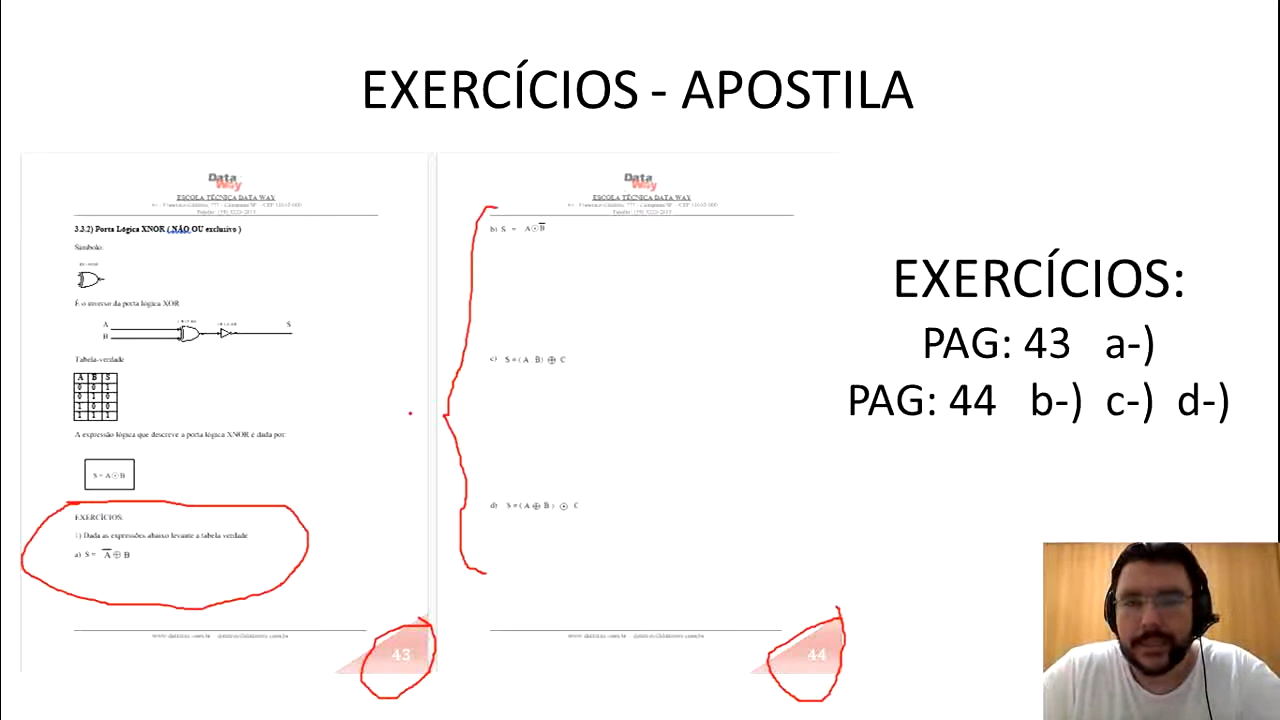 EXERCÍCIOS - APOSTILA
Data
Way
ESCOLA TÉCNICA DATA WAY
3.3.2) Porta Lógica XNOR ( NÃO OU exclusivo )
Símbolo:
É o inverso da porta lógica XOR
A
B
S
Tabela-verdade
A B S
0 0 1
0 1 0
1 0 0
1 1 1
A expressão lógica que descreve a porta lógica XNOR é dada por:
S = A ⊙ B
EXERCÍCIOS:
1) Dada as expressões abaixo levante a tabela verdade
a) S = A̅ ⊕ B
43
Data
Way
ESCOLA TÉCNICA DATA WAY
b) S = A ⊙ B̅
c) S = ( A B ) ⊕ C
d) S = ( A ⊕ B ) ⊙ C
44
EXERCÍCIOS:
PAG: 43 a-)
PAG: 44 b-) c-) d-)